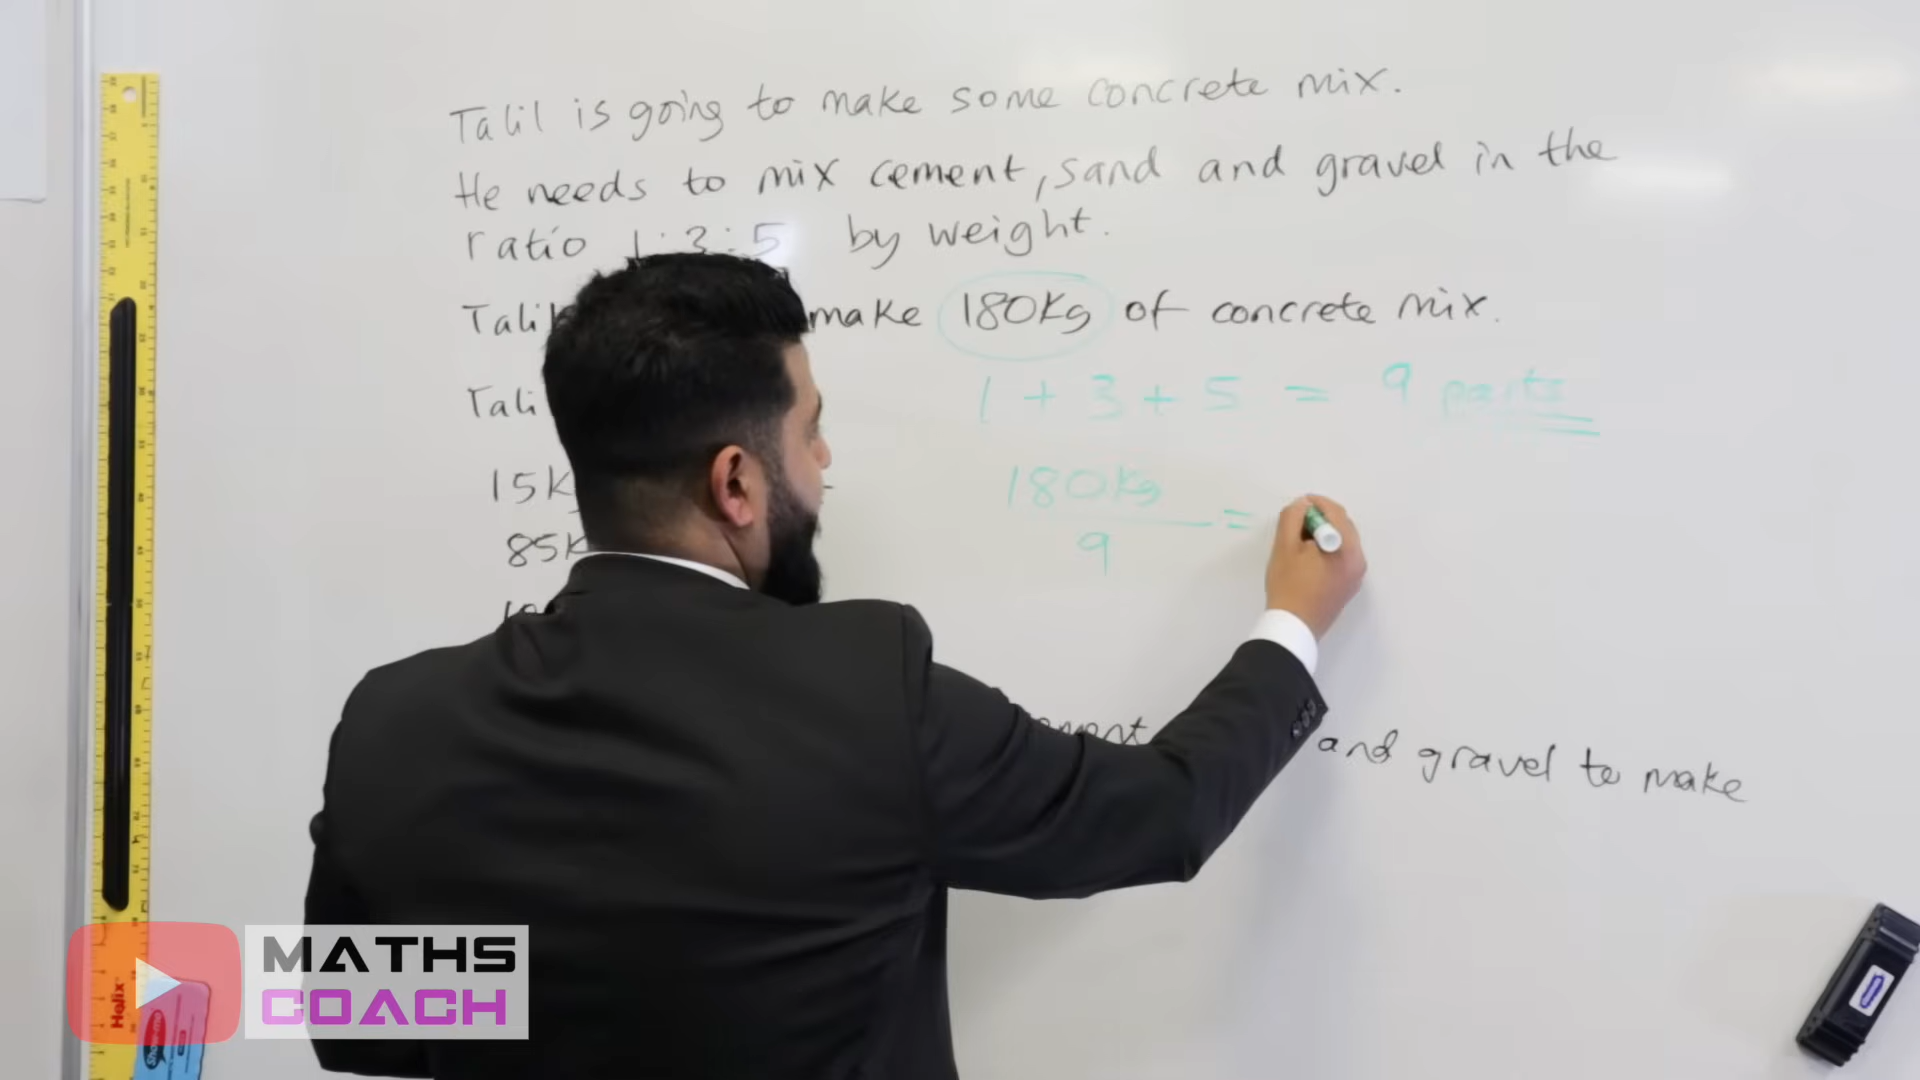 Talil is going to make some concrete mix.
He needs to mix cement, sand and gravel in the
ratio 1:3:5 by weight.
make 180Kg of concrete mix.
1 + 3 + 5 = 9 parts
15K
180Kg
9
=
85K
and gravel to make
MATHS
COACH
Helix